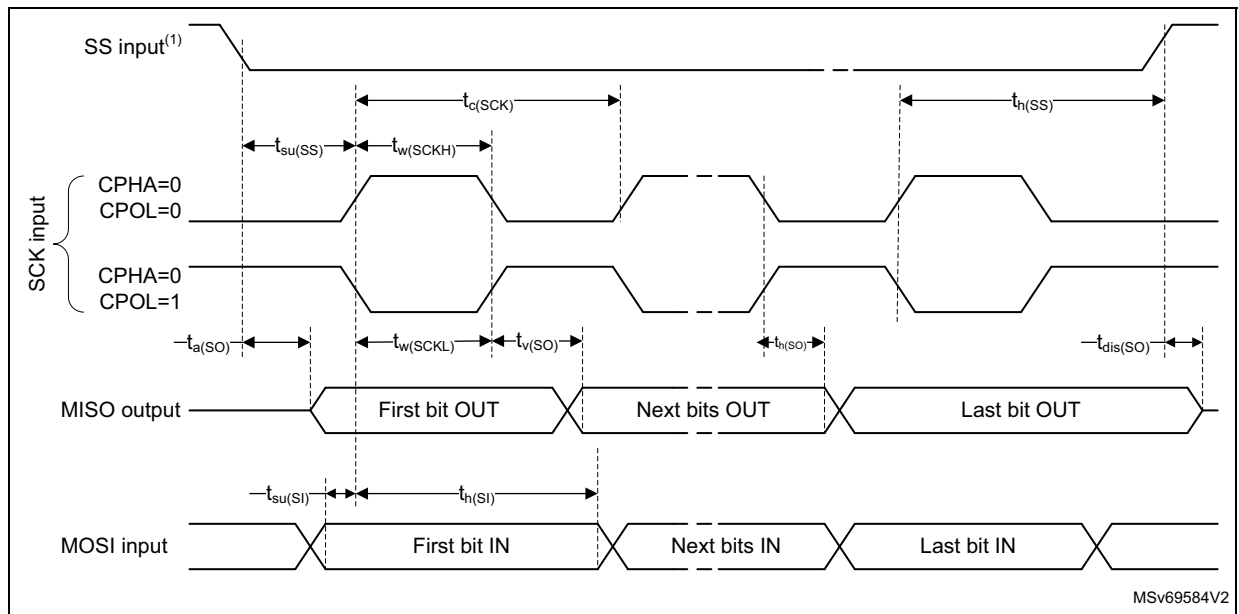 SS input(1)
tc(SCK)
th(SS)
tsu(SS)
tw(SCKH)
SCK input
CPHA=0
CPOL=0
CPHA=0
CPOL=1
ta(SO)
tw(SCKL)
tv(SO)
th(SO)
tdis(SO)
MISO output
First bit OUT
Next bits OUT
Last bit OUT
tsu(SI)
th(SI)
MOSI input
First bit IN
Next bits IN
Last bit IN
MSv69584V2